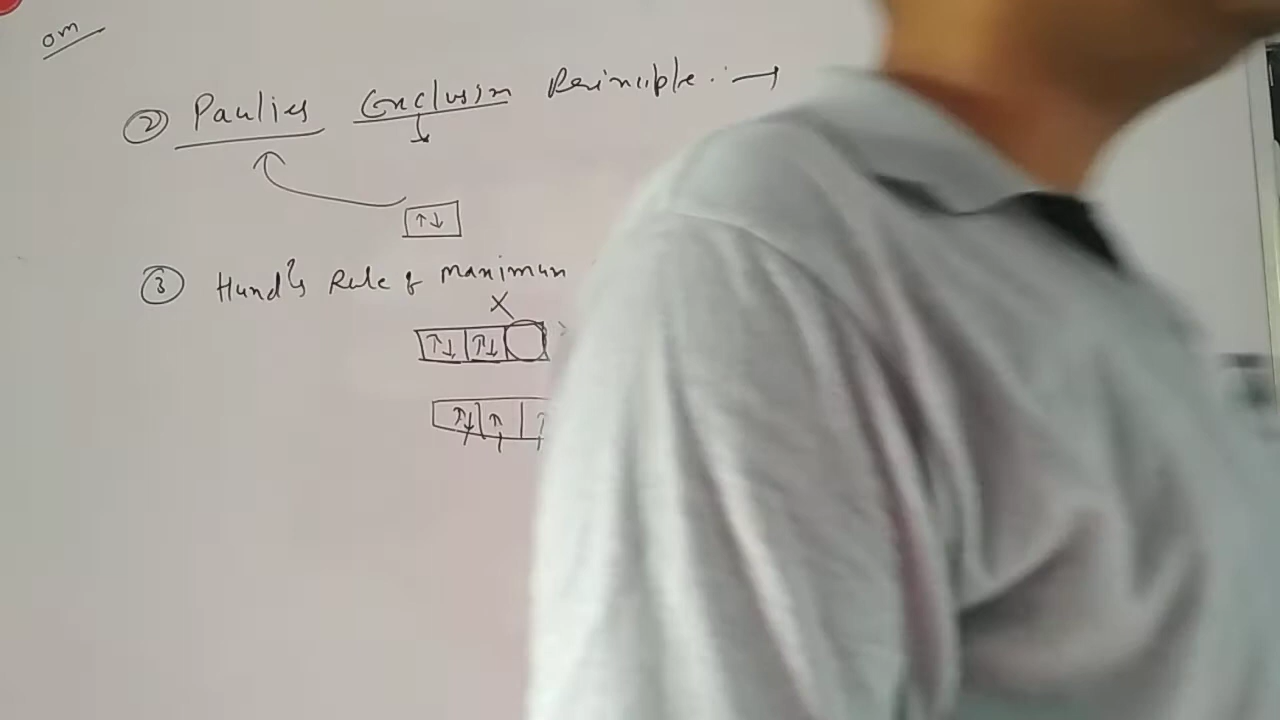 om
② Paulies Exclusion Principle. →
↑↓
③ Hund's Rule of maximum
X
↑↓ ↑↓
↑↓ ↑ ↑